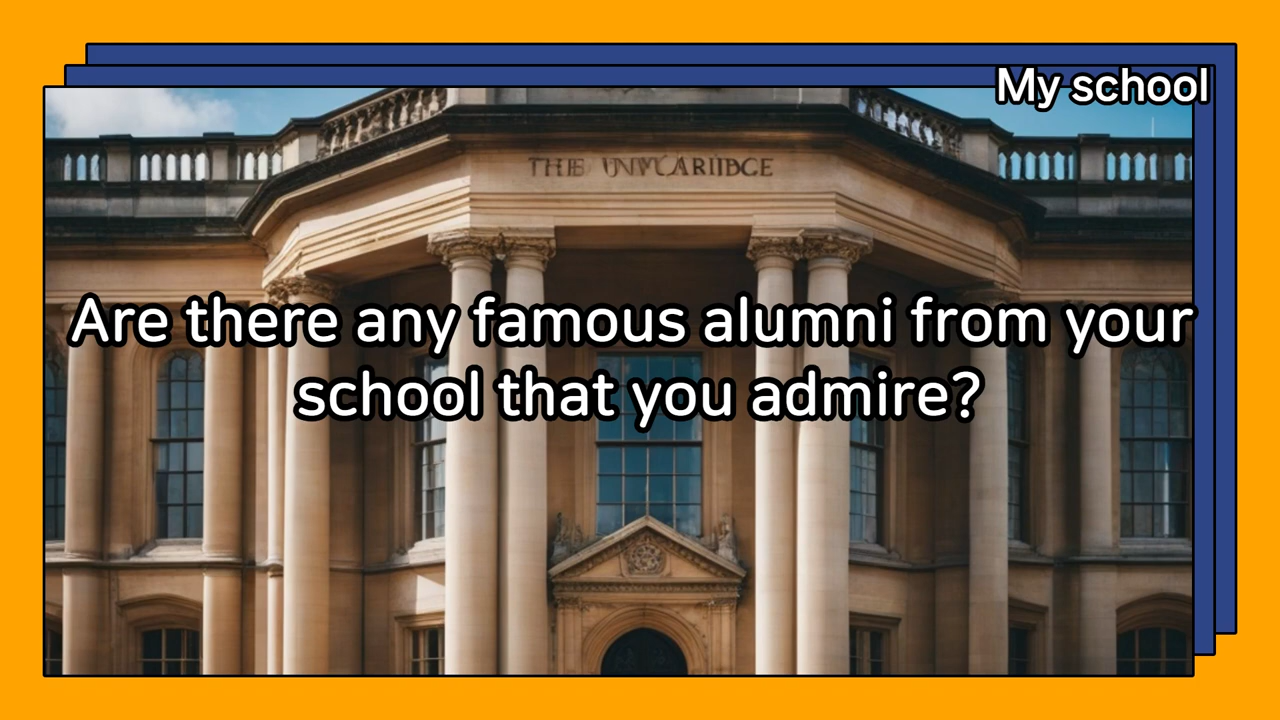 My school
THE
Are there any famous alumni from your
school that you admire?